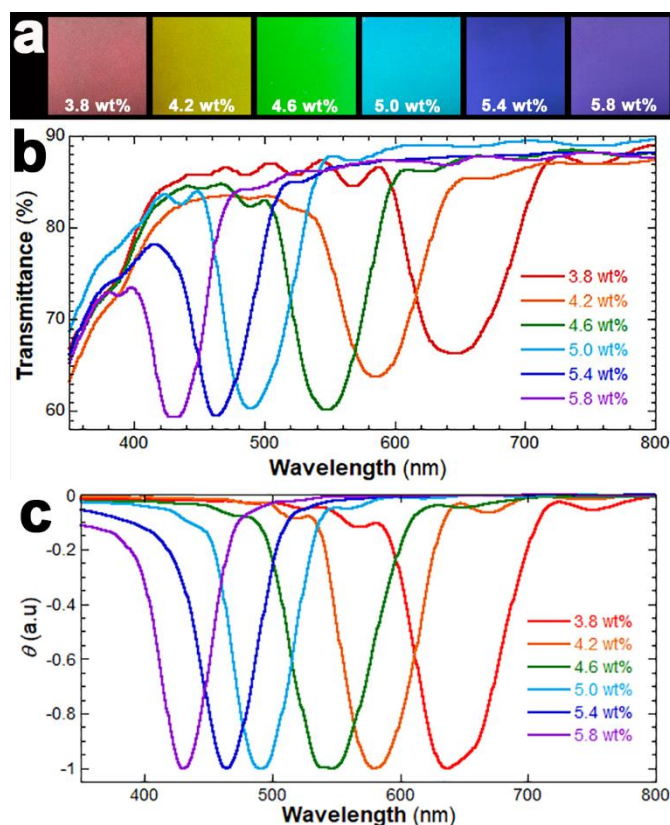 a
3.8 wt% 4.2 wt% 4.6 wt% 5.0 wt% 5.4 wt% 5.8 wt%
b
90
80
70
60
Transmittance (%)
3.8 wt%
4.2 wt%
4.6 wt%
5.0 wt%
5.4 wt%
5.8 wt%
400 500 600 700 800
Wavelength (nm)
c
0
-0.2
-0.4
-0.6
-0.8
-1
θ (a.u)
3.8 wt%
4.2 wt%
4.6 wt%
5.0 wt%
5.4 wt%
5.8 wt%
400 500 600 700 800
Wavelength (nm)